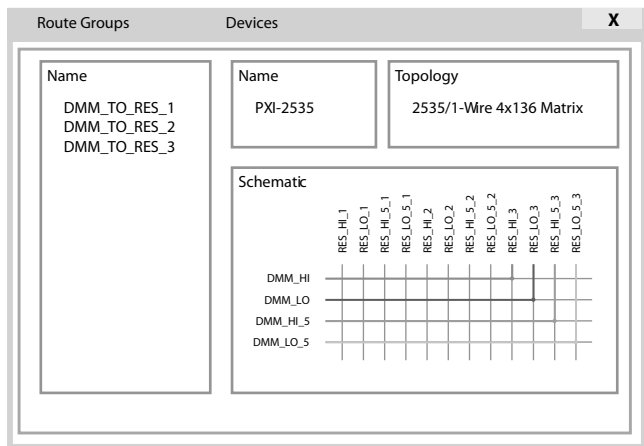 Route Groups
Devices
X
Name
DMM_TO_RES_1
DMM_TO_RES_2
DMM_TO_RES_3
Name
PXI-2535
Topology
2535/1-Wire 4x136 Matrix
Schematic
RES_HI_1
RES_LO_1
RES_HI_5_1
RES_LO_5_1
RES_HI_2
RES_LO_2
RES_HI_5_2
RES_LO_5_2
RES_HI_3
RES_LO_3
RES_HI_5_3
RES_LO_5_3
DMM_HI
DMM_LO
DMM_HI_5
DMM_LO_5